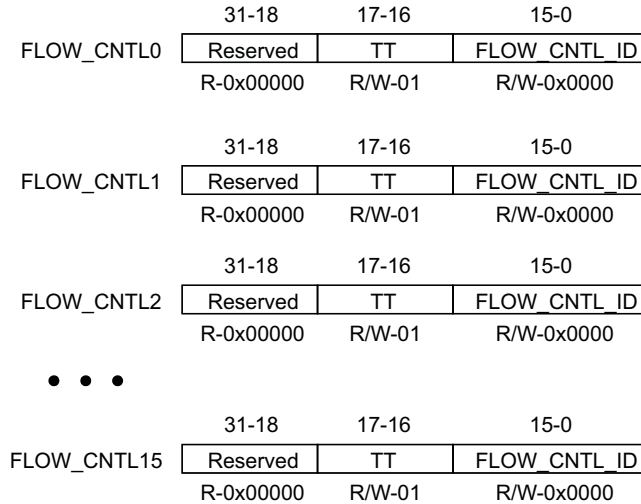 31-18 17-16 15-0
FLOW_CNTL0 Reserved TT FLOW_CNTL_ID
R-0x00000 R/W-01 R/W-0x0000
31-18 17-16 15-0
FLOW_CNTL1 Reserved TT FLOW_CNTL_ID
R-0x00000 R/W-01 R/W-0x0000
31-18 17-16 15-0
FLOW_CNTL2 Reserved TT FLOW_CNTL_ID
R-0x00000 R/W-01 R/W-0x0000
• • •
31-18 17-16 15-0
FLOW_CNTL15 Reserved TT FLOW_CNTL_ID
R-0x00000 R/W-01 R/W-0x0000